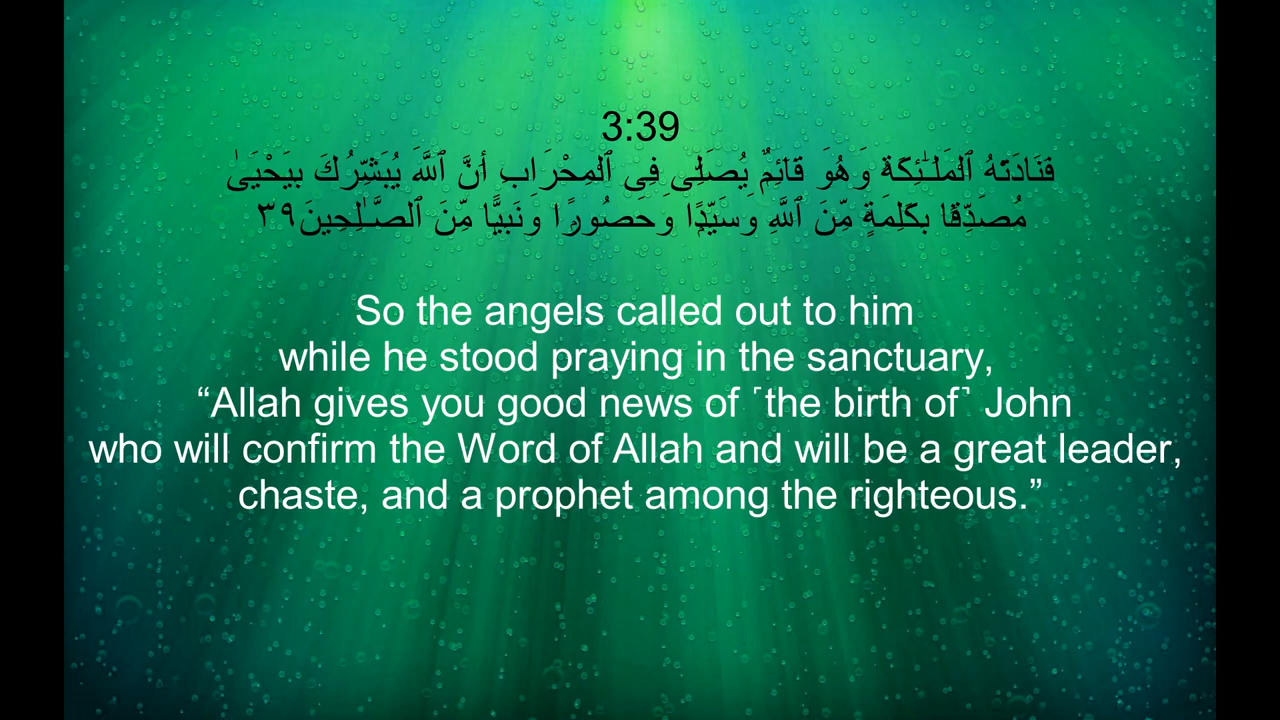 3:39
فَنَادَتْهُ ٱلْمَلَـٰٓئِكَةُ وَهُوَ قَآئِمٌ يُصَلِّى فِى ٱلْمِحْرَابِ أَنَّ ٱللَّهَ يُبَشِّرُكَ بِيَحْيَىٰ
مُصَدِّقًۢا بِكَلِمَةٍ مِّنَ ٱللَّهِ وَسَيِّدًا وَحَصُورًا وَنَبِيًّا مِّنَ ٱلصَّـٰلِحِينَ ٣٩
So the angels called out to him
while he stood praying in the sanctuary,
“Allah gives you good news of ˹the birth of˺ John
who will confirm the Word of Allah and will be a great leader,
chaste, and a prophet among the righteous.”